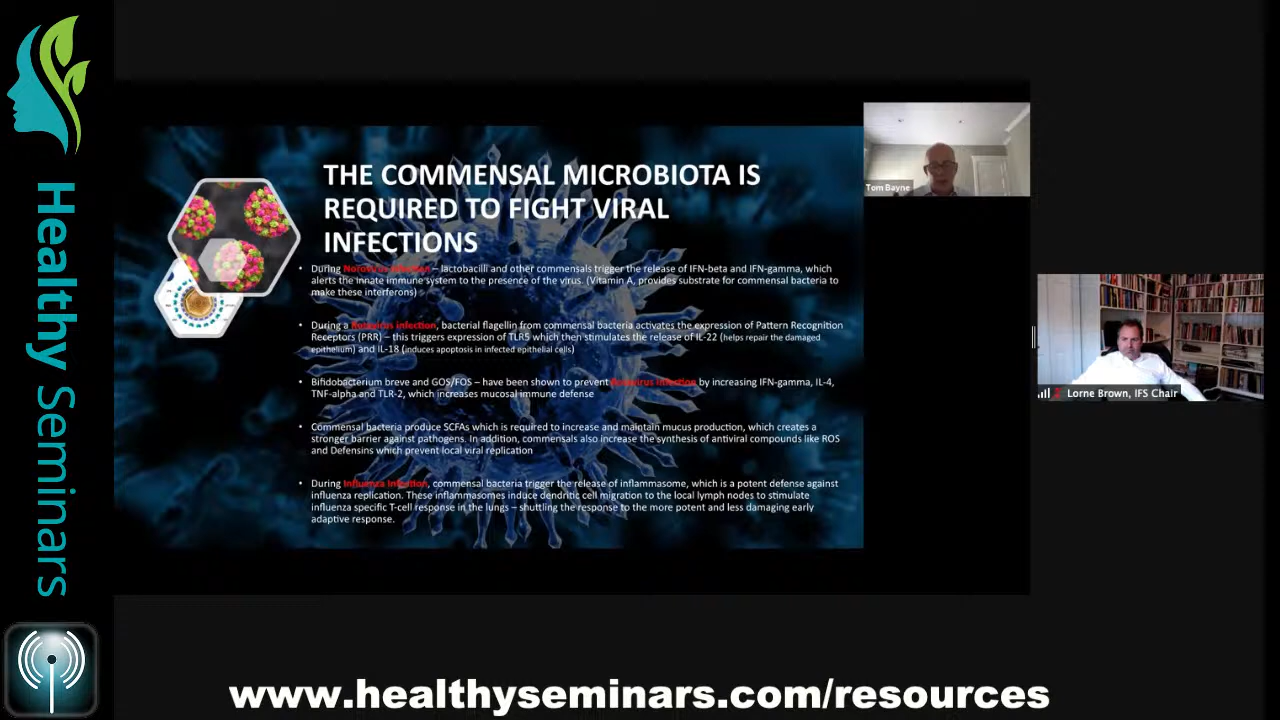 Healthy Seminars
THE COMMENSAL MICROBIOTA IS
REQUIRED TO FIGHT VIRAL
INFECTIONS
• During Norovirus infection – lactobacilli and other commensals trigger the release of IFN-beta and IFN-gamma, which
alerts the innate immune system to the presence of the virus. (Vitamin A, provides substrate for commensal bacteria to
make these interferons)
• During a Rotavirus infection, bacterial flagellin from commensal bacteria activates the expression of Pattern Recognition
Receptors (PRR) – this triggers expression of TLR5 which then stimulates the release of IL-22 (helps repair the damaged
epithelium) and IL-18 (induces apoptosis in infected epithelial cells)
• Bifidobacterium breve and GOS/FOS – have been shown to prevent Rotavirus infection by increasing IFN-gamma, IL-4,
TNF-alpha and TLR-2, which increases mucosal immune defense
• Commensal bacteria produce SCFAs which is required to increase and maintain mucus production, which creates a
stronger barrier against pathogens. In addition, commensals also increase the synthesis of antiviral compounds like ROS
and Defensins which prevent local viral replication
• During Influenza infection, commensal bacteria trigger the release of inflammasome, which is a potent defense against
influenza replication. These inflammasomes induce dendritic cell migration to the local lymph nodes to stimulate
influenza specific T-cell response in the lungs – shuttling the response to the more potent and less damaging early
adaptive response.
Tom Bayne
Lorne Brown, IFS Chair
www.healthyseminars.com/resources